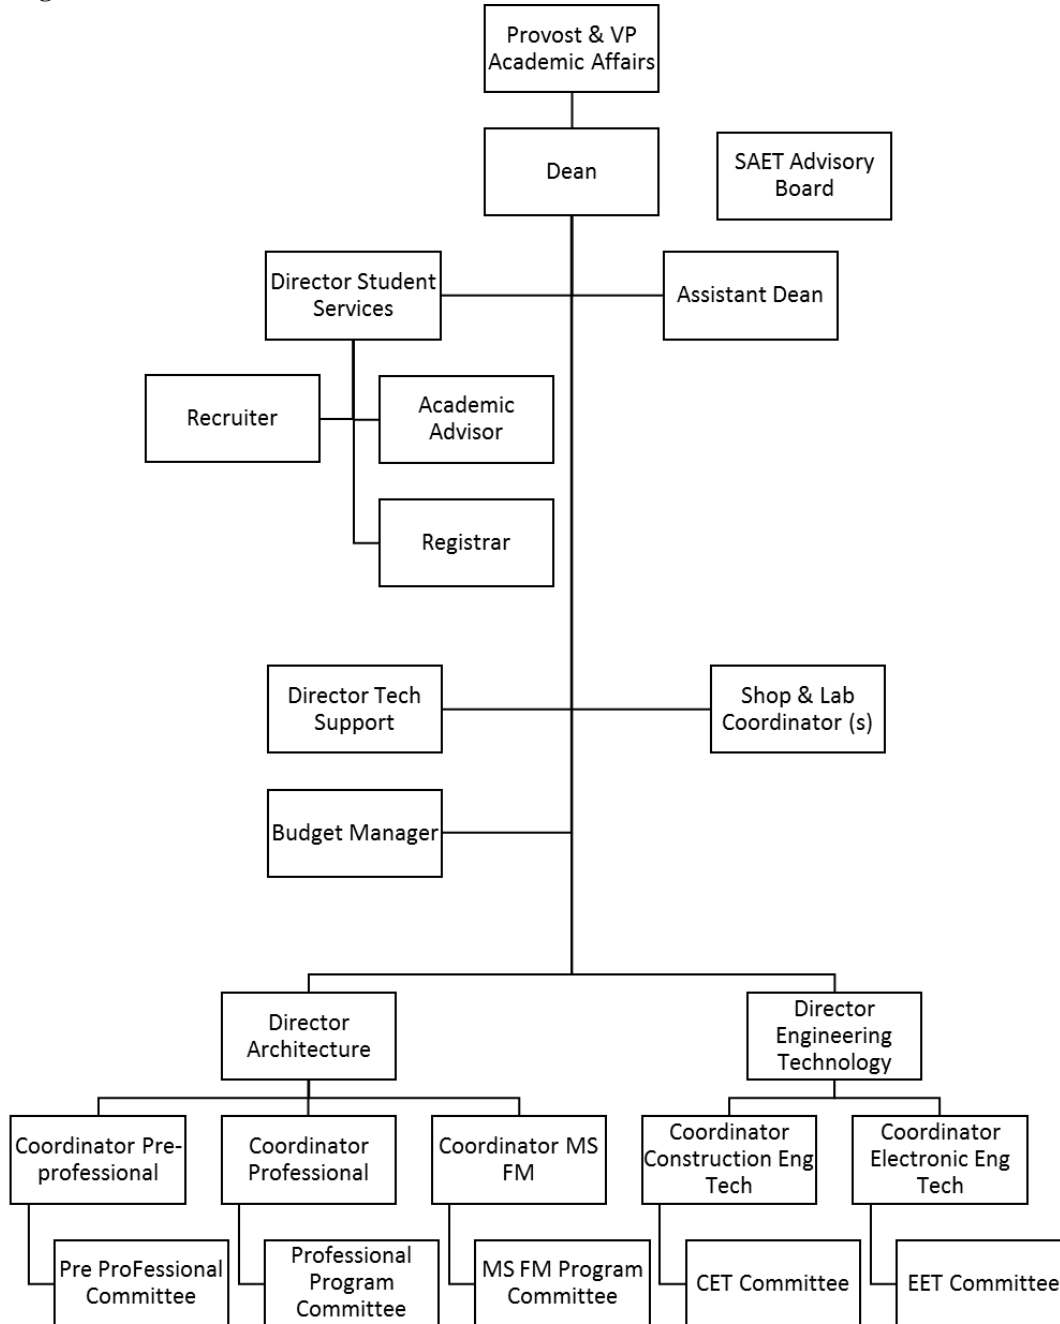 Provost & VP
Academic Affairs
Dean
SAET Advisory
Board
Director Student
Services
Assistant Dean
Recruiter
Academic
Advisor
Registrar
Director Tech
Support
Shop & Lab
Coordinator (s)
Budget Manager
Director
Architecture
Director
Engineering
Technology
Coordinator Pre-
professional
Coordinator
Professional
Coordinator MS
FM
Coordinator
Construction Eng
Tech
Coordinator
Electronic Eng
Tech
Pre ProFessional
Committee
Professional
Program
Committee
MS FM Program
Committee
CET Committee
EET Committee